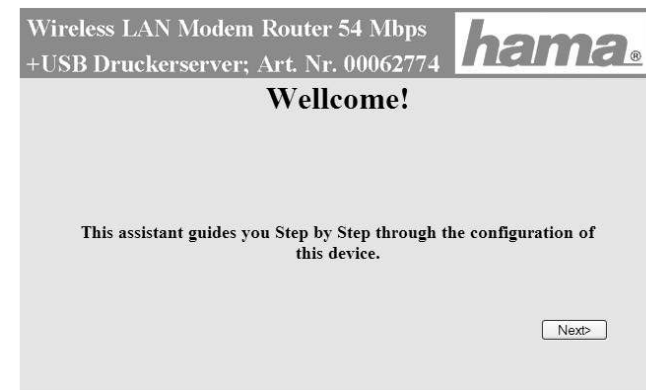 Wireless LAN Modem Router 54 Mbps
+USB Druckerserver; Art. Nr. 00062774
hama®
Wellcome!
This assistant guides you Step by Step through the configuration of
this device.
Next>